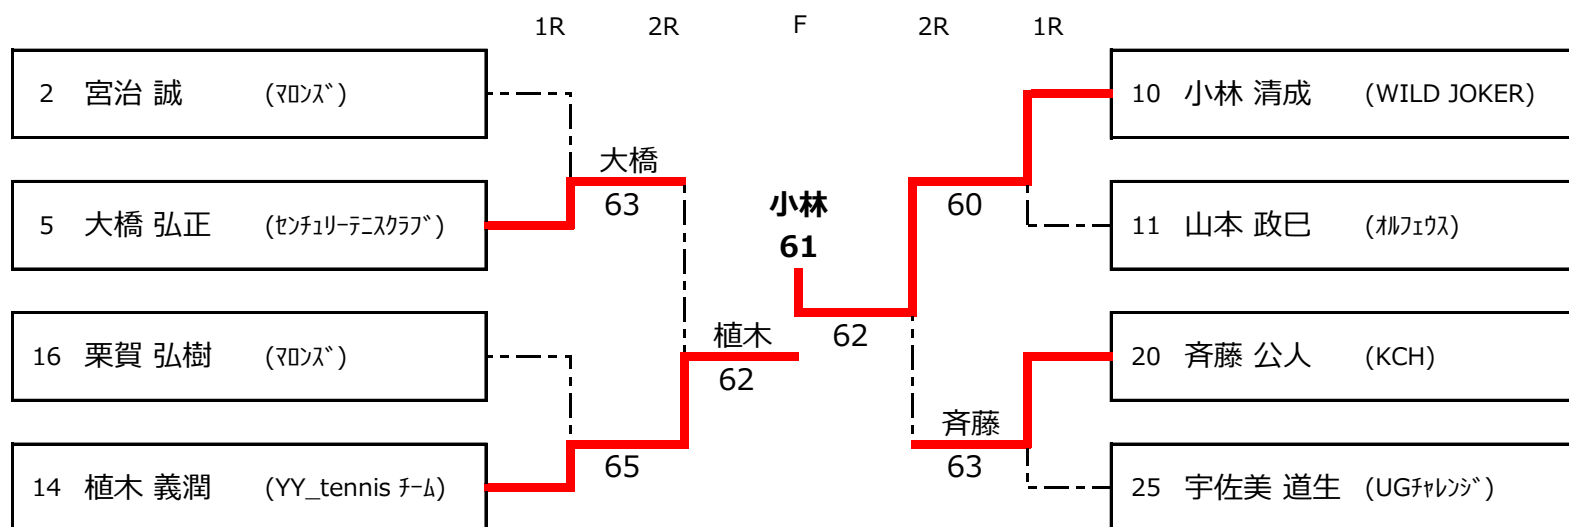 1R 2R F 2R 1R
2 宮治 誠 (ﾏﾛﾝｽﾞ)
10 小林 清成 (WILD JOKER)
大橋
63
小林
61
60
5 大橋 弘正 (ｾﾝﾁｭﾘｰﾃﾆｽｸﾗﾌﾞ)
11 山本 政巳 (ｵﾙﾌｪｳｽ)
植木
62
62
16 栗賀 弘樹 (ﾏﾛﾝｽﾞ)
20 斉藤 公人 (KCH)
65
斉藤
63
14 植木 義潤 (YY_tennis ﾁｰﾑ)
25 宇佐美 道生 (UGﾁｬﾚﾝｼﾞ)